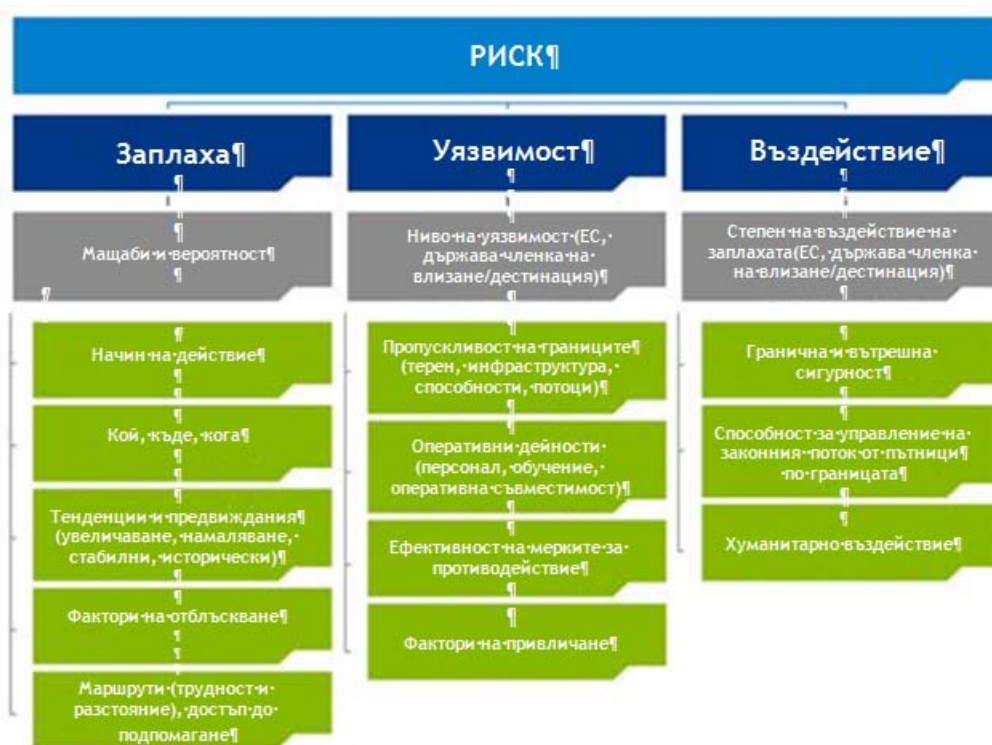 РИСК¶
Заплаха¶
¶
Уязвимост¶
¶
Въздействие¶
¶
¶
Мащаби·и·вероятност¶
¶
¶
Ниво·на·уязвимост·(ЕС,·
държава·членка·на·
влизане/дестинация)¶
¶
Степен·на·въздействие·на·
заплахата(ЕС,·държава·членка·
на·влизане/дестинация)¶
¶
¶
Начин·на·действие¶
¶
¶
Кой,·къде,·кога¶
¶
¶
Тенденции·и·предвиждания¶
(увеличаване,·намаляване,·
стабилни,·исторически)¶
¶
¶
Фактори·на·отблъскване¶
¶
¶
Маршрути·(трудност·и·
разстояние),·достъп·до·
подпомагане¶
¶
Пропускливост·на·границите¶
(терен,·инфраструктура,·
способности,·потоци)¶
¶
¶
Оперативни·дейности·
(персонал,·обучение,·
оперативна·съвместимост)¶
¶
¶
Ефективност·на·мерките·за·
противодействие¶
¶
¶
Фактори·на·привличане¶
¶
Гранична·и·вътрешна·
сигурност¶
¶
Способност·за·управление·на·
законния··поток·от·пътници¶
·по·границата¶
¶
¶
Хуманитарно·въздействие¶